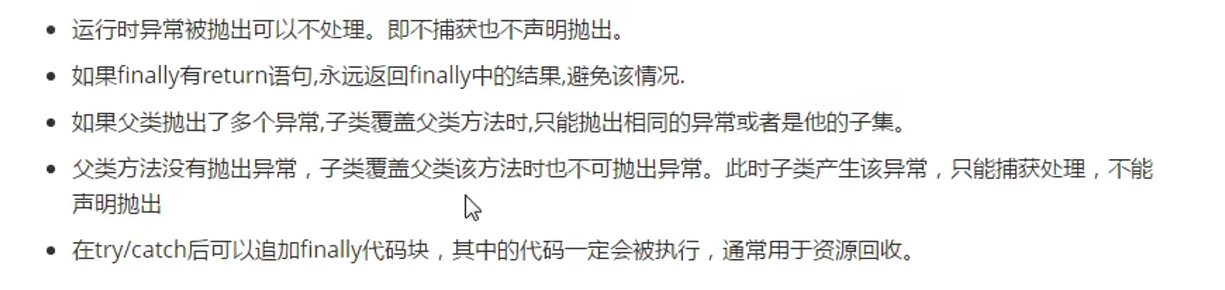 运行时异常被抛出可以不处理。即不捕获也不声明抛出。
如果finally有return语句,永远返回finally中的结果,避免该情况.
如果父类抛出了多个异常,子类覆盖父类方法时,只能抛出相同的异常或者是他的子集。
父类方法没有抛出异常，子类覆盖父类该方法时也不可抛出异常。此时子类产生该异常，只能捕获处理，不能
声明抛出
在try/catch后可以追加finally代码块，其中的代码一定会被执行，通常用于资源回收。